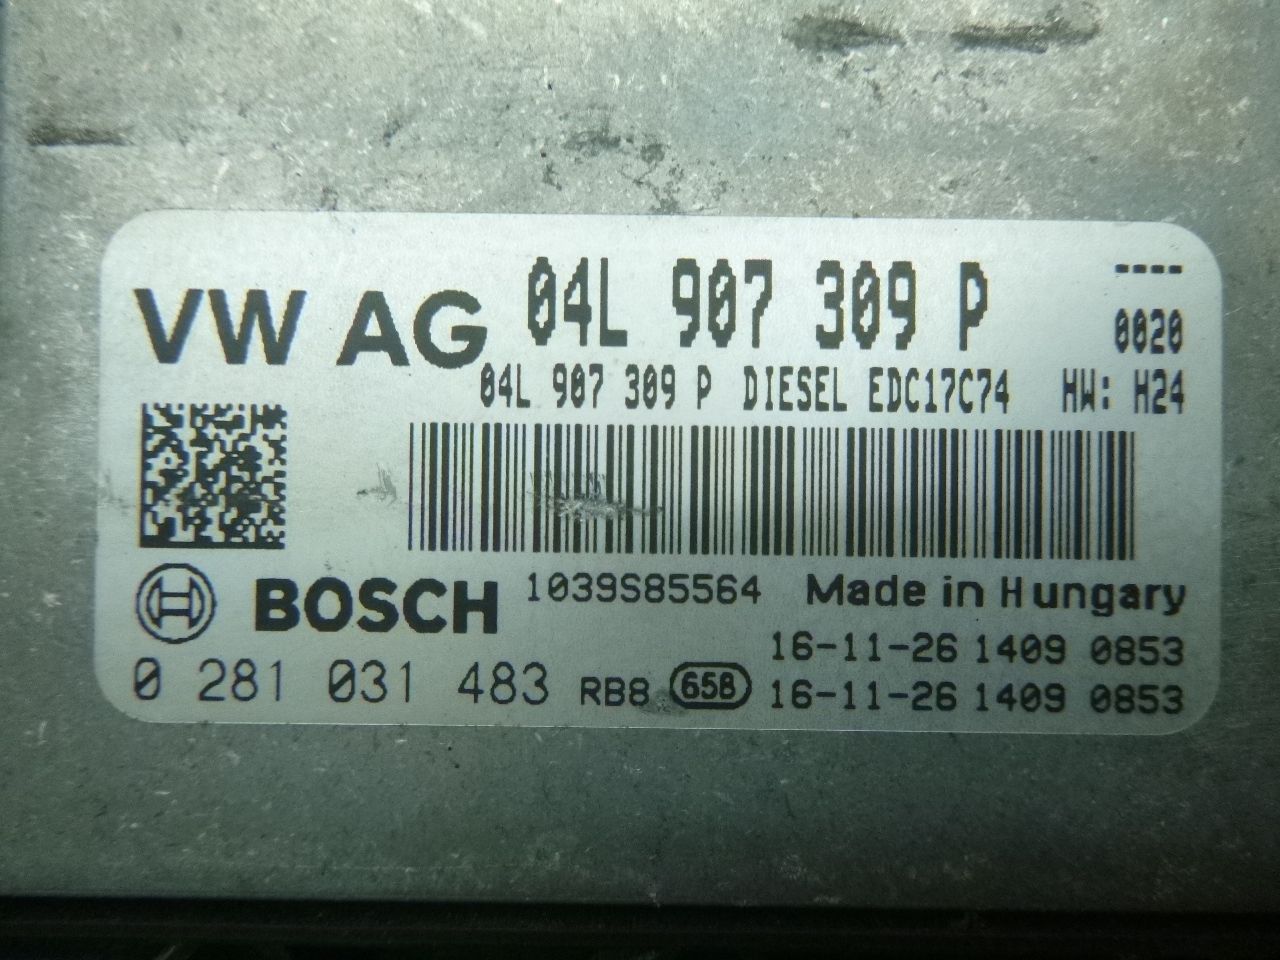 VW AG 04L 907 309 P ----
0020
04L 907 309 P DIESEL EDC17C74 HW: H24
BOSCH 1039S85564 Made in Hungary
16-11-26 1409 0853
0 281 031 483 RB8 658 16-11-26 1409 0853